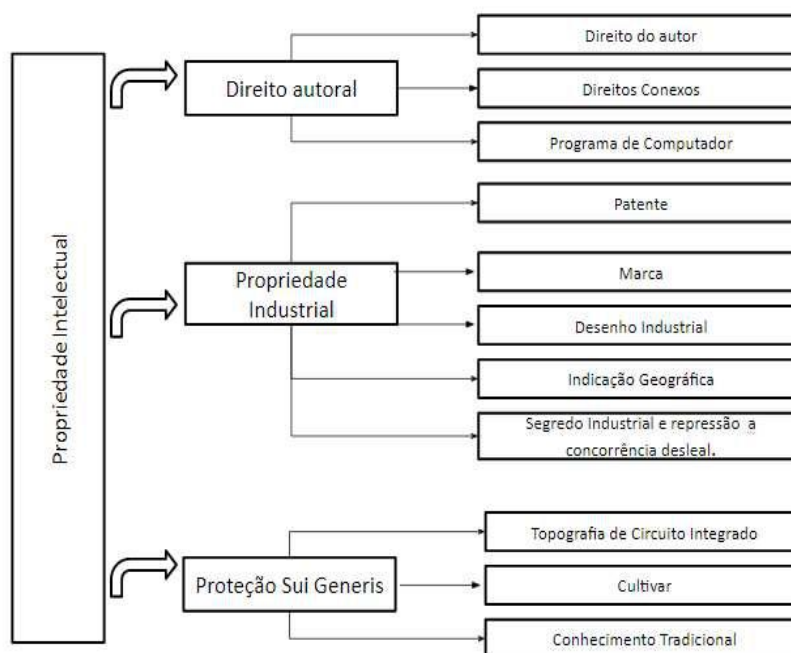 Propriedade Intelectual
Direito autoral
Direito do autor
Direitos Conexos
Programa de Computador
Propriedade
Industrial
Patente
Marca
Desenho Industrial
Indicação Geográfica
Segredo Industrial e repressão a
concorrência desleal.
Proteção Sui Generis
Topografia de Circuito Integrado
Cultivar
Conhecimento Tradicional